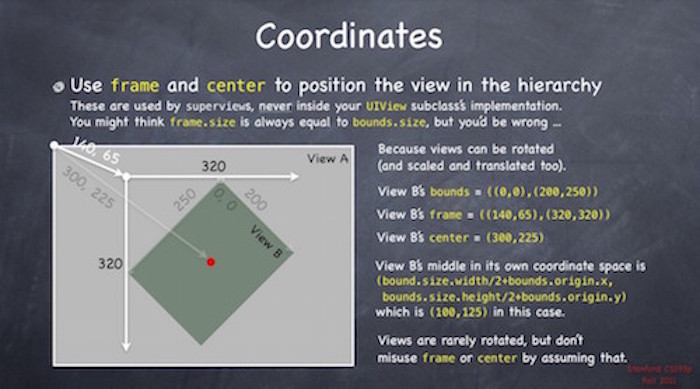 Coordinates
Use frame and center to position the view in the hierarchy
These are used by superviews, never inside your UIView subclass's implementation.
You might think frame.size is always equal to bounds.size, but you'd be wrong ...
140, 65
300, 225
320
View A
250
0, 0
200
View B
320
Because views can be rotated
(and scaled and translated too).
View B's bounds = ((0,0),(200,250))
View B's frame = ((140,65),(320,320))
View B's center = (300,225)
View B's middle in its own coordinate space is
(bound.size.width/2+bounds.origin.x,
bounds.size.height/2+bounds.origin.y)
which is (100,125) in this case.
Views are rarely rotated, but don't
misuse frame or center by assuming that.
Stanford CS193p
Fall 2011